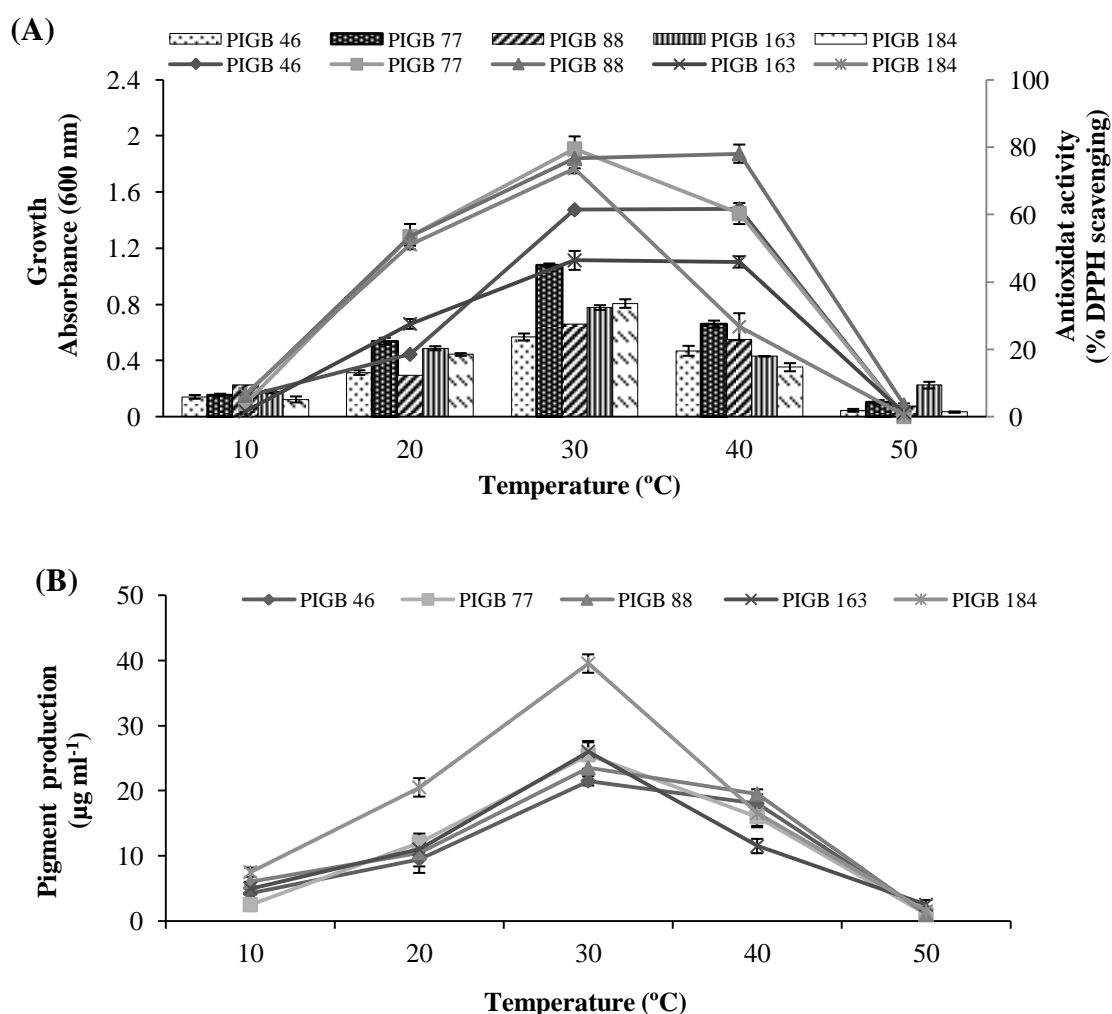 (A)
PIGB 46 PIGB 77 PIGB 88 PIGB 163 PIGB 184
PIGB 46 PIGB 77 PIGB 88 PIGB 163 PIGB 184
Growth
Absorbance (600 nm)
2.4
2
1.6
1.2
0.8
0.4
0
100
80
60
40
20
0
Antioxidat activity
(% DPPH scavenging)
10 20 30 40 50
Temperature (ºC)
(B)
PIGB 46 PIGB 77 PIGB 88 PIGB 163 PIGB 184
Pigment production
(µg ml-1)
50
40
30
20
10
0
10 20 30 40 50
Temperature (ºC)